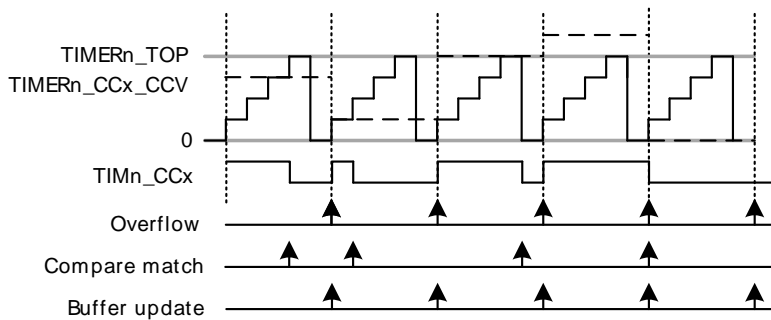 TIMERn_TOP
TIMERn_CCx_CCV
0
TIMn_CCx
Overflow
Compare match
Buffer update